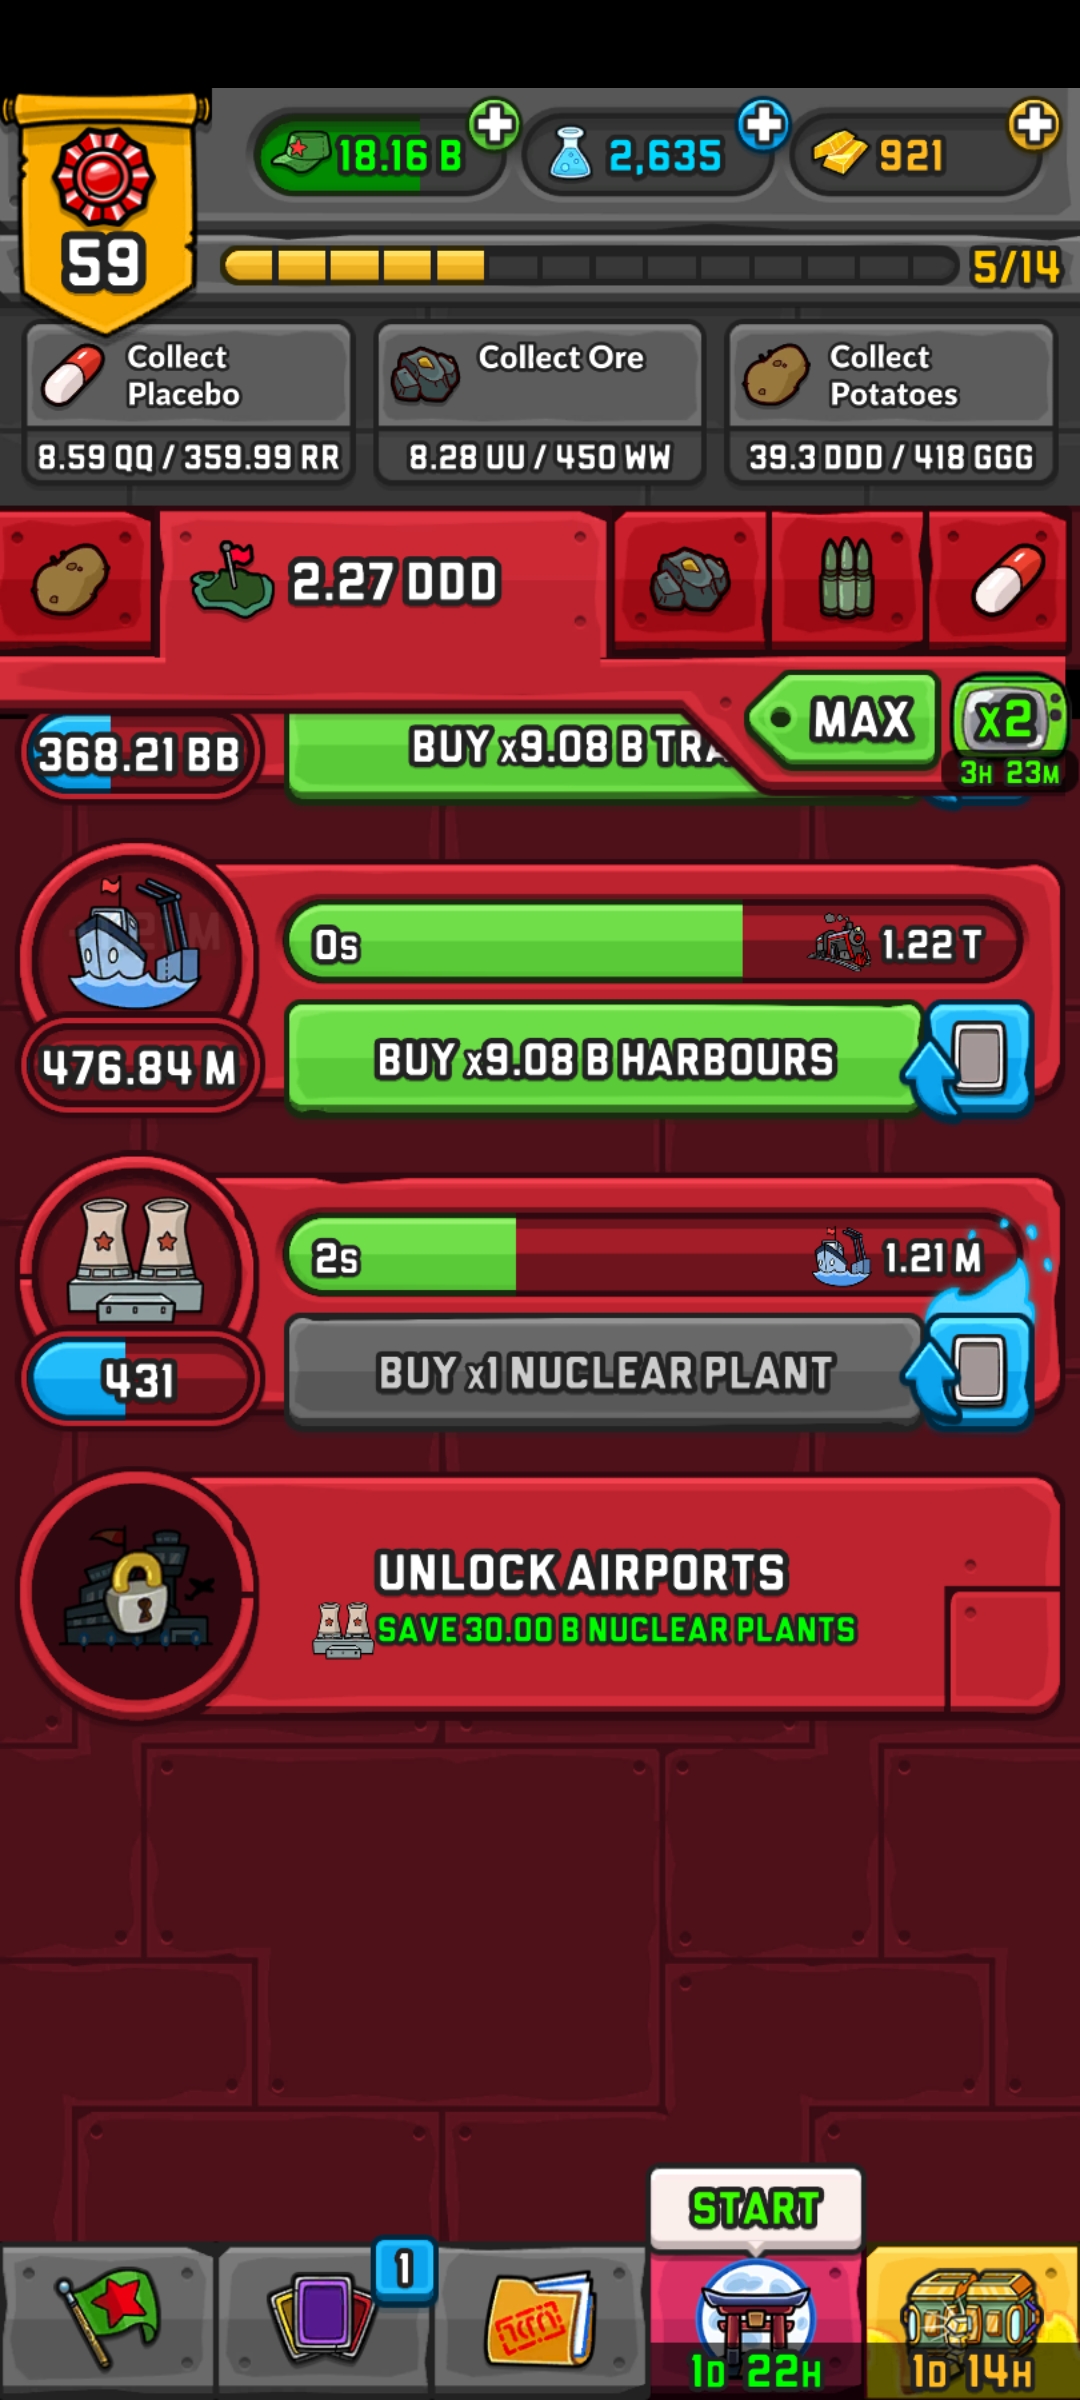 18.16 B
2,635
921
59
5/14
Collect
Placebo
8.59 QQ / 359.99 RR
Collect Ore
8.28 UU / 450 WW
Collect
Potatoes
39.3 DDD / 418 GGG
2.27 DDD
MAX
x2
3H 23M
368.21 BB
BUY x9.08 B
0s
1.22 T
476.84 M
BUY x9.08 B HARBOURS
2s
1.21 M
431
BUY x1 NUCLEAR PLANT
UNLOCK AIRPORTS
SAVE 30.00 B NUCLEAR PLANTS
START
1
1D 22H
1D 14H